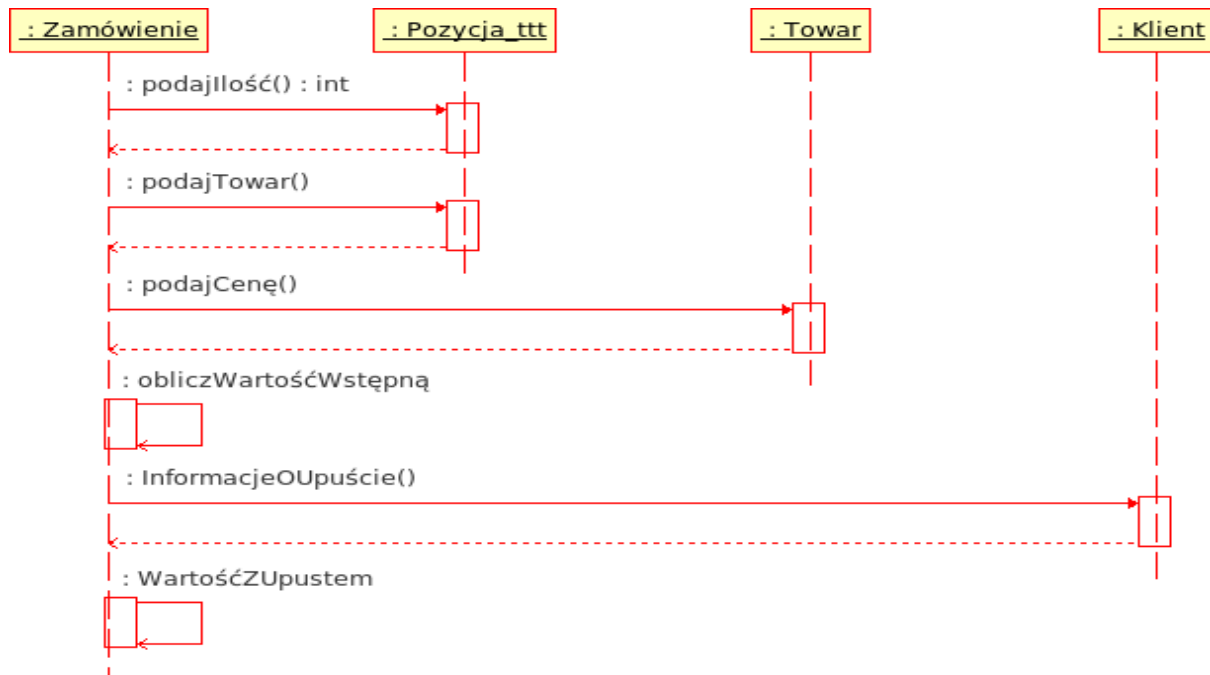 : Zamówienie
: Pozycja_ttt
: Towar
: Klient
: podajIlość() : int
: podajTowar()
: podajCenę()
: obliczWartośćWstępną
: InformacjeOUpuście()
: WartośćZUpustem